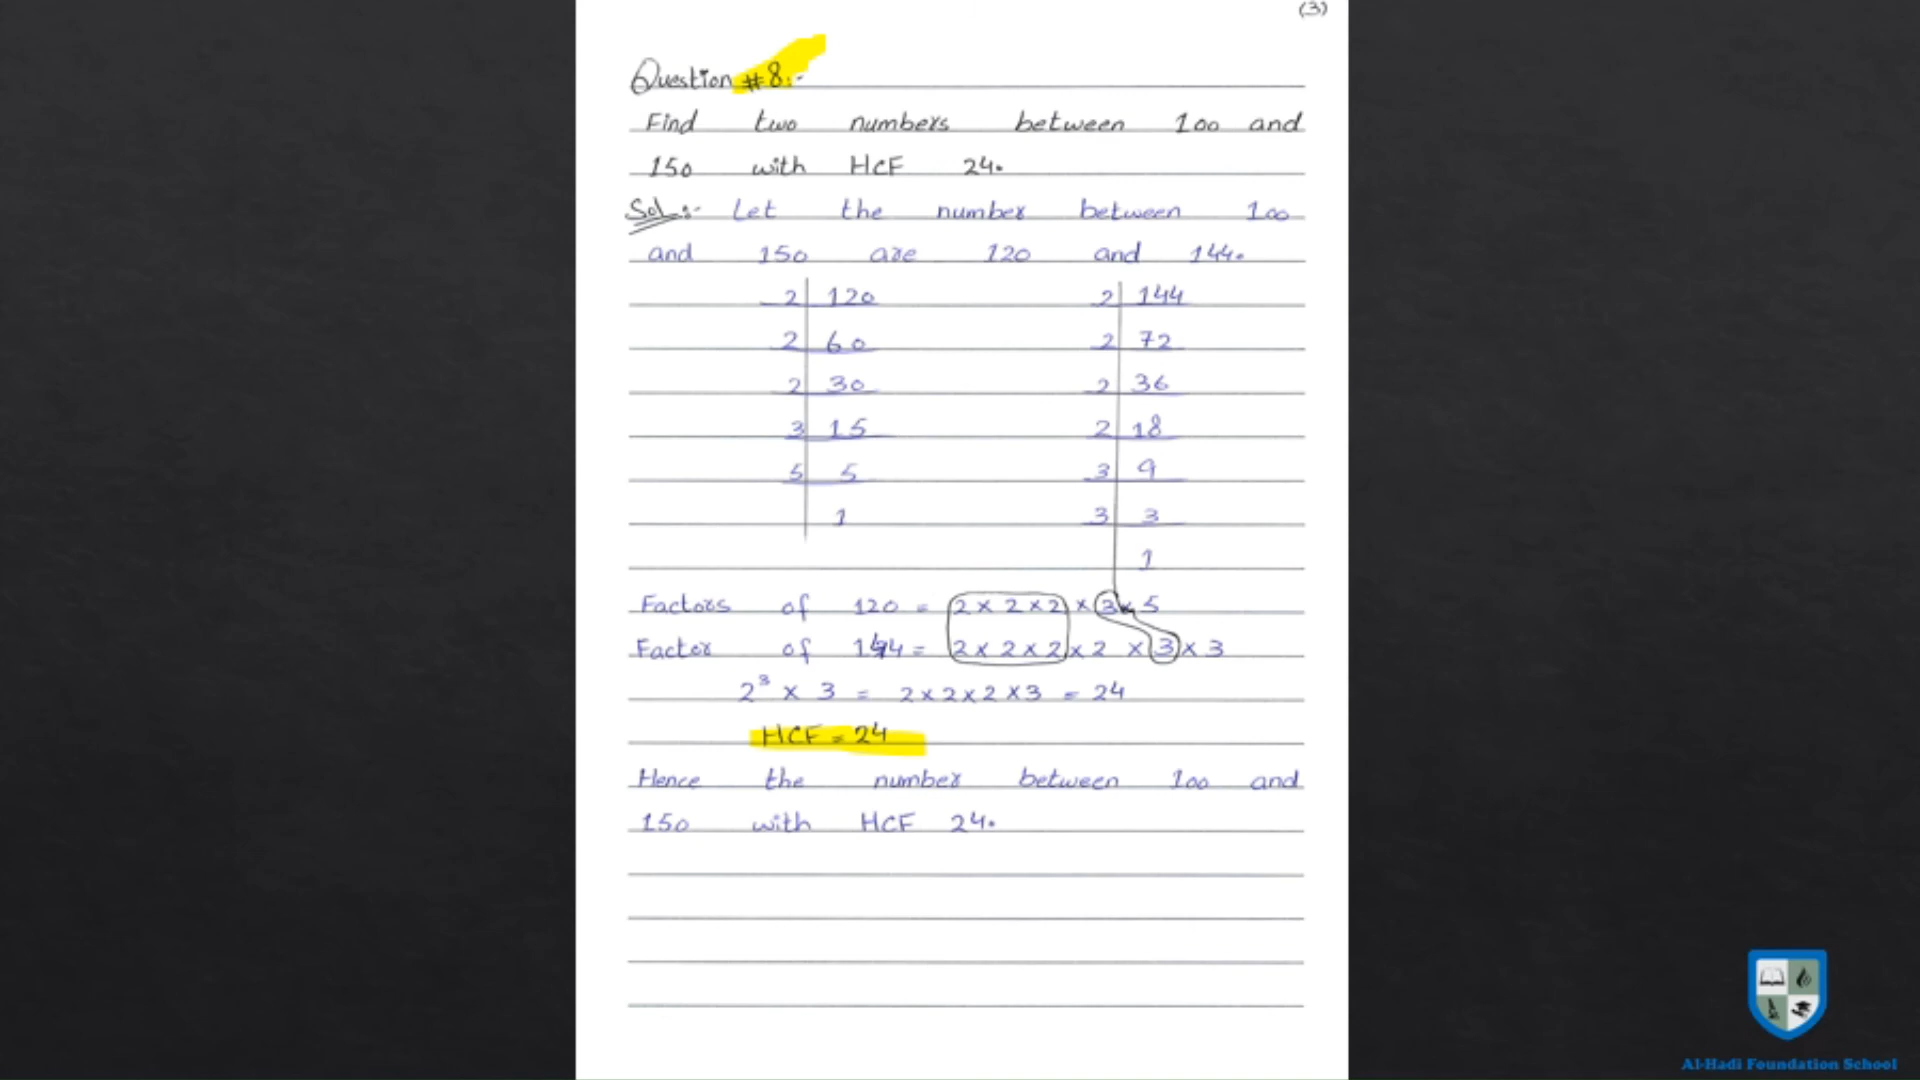 (3)
Question #8:-
Find two numbers between 100 and
150 with HCF 24.
Sol:- Let the number between 100
and 150 are 120 and 144.
2 120 2 144
2 60 2 72
2 30 2 36
3 15 2 18
5 5 3 9
1 3 3
1
Factors of 120 = 2 × 2 × 2 × 3 × 5
Factor of 144 = 2 × 2 × 2 × 2 × 3 × 3
2³ × 3 = 2 × 2 × 2 × 3 = 24
HCF = 24
Hence the number between 100 and
150 with HCF 24.
Al-Hadi Foundation School